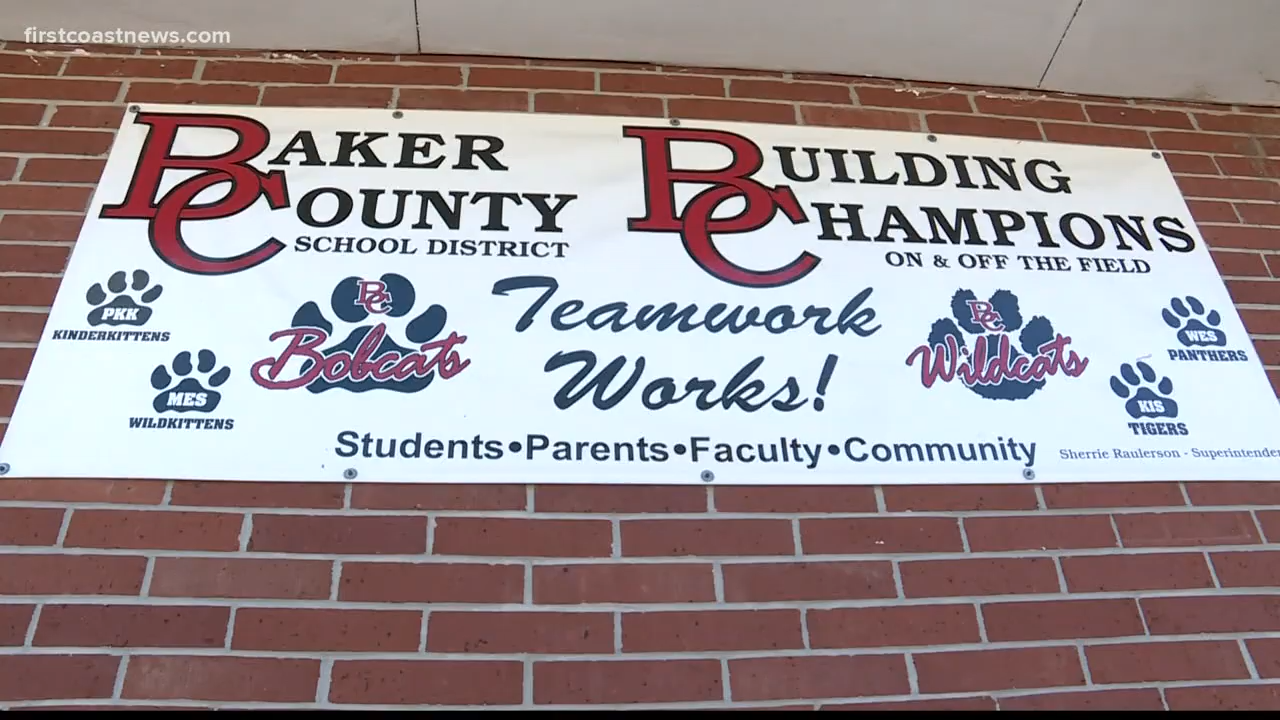 firstcoastnews.com
BAKER
COUNTY
SCHOOL DISTRICT
BUILDING
CHAMPIONS
ON & OFF THE FIELD
PKK
KINDERKITTENS
MES
WILDKITTENS
BC
Bobcats
Teamwork
Works!
BC
Wildcats
WES
PANTHERS
KIS
TIGERS
Students•Parents•Faculty•Community
Sherrie Raulerson - Superintenden